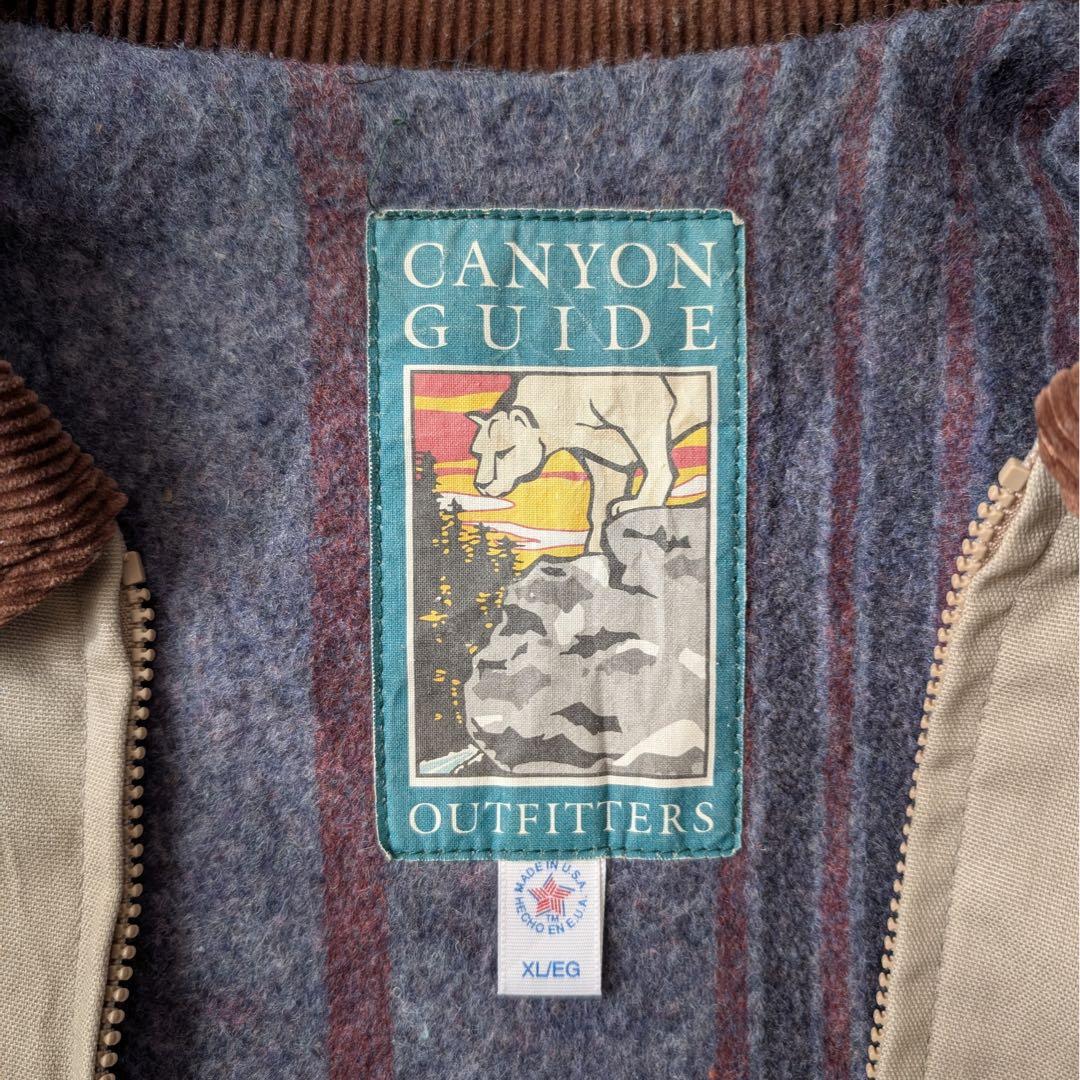 CANYON
GUIDE
OUTFITTERS
MADE IN U.S.A.
TM
HECHO EN E.U.A.
XL/EG